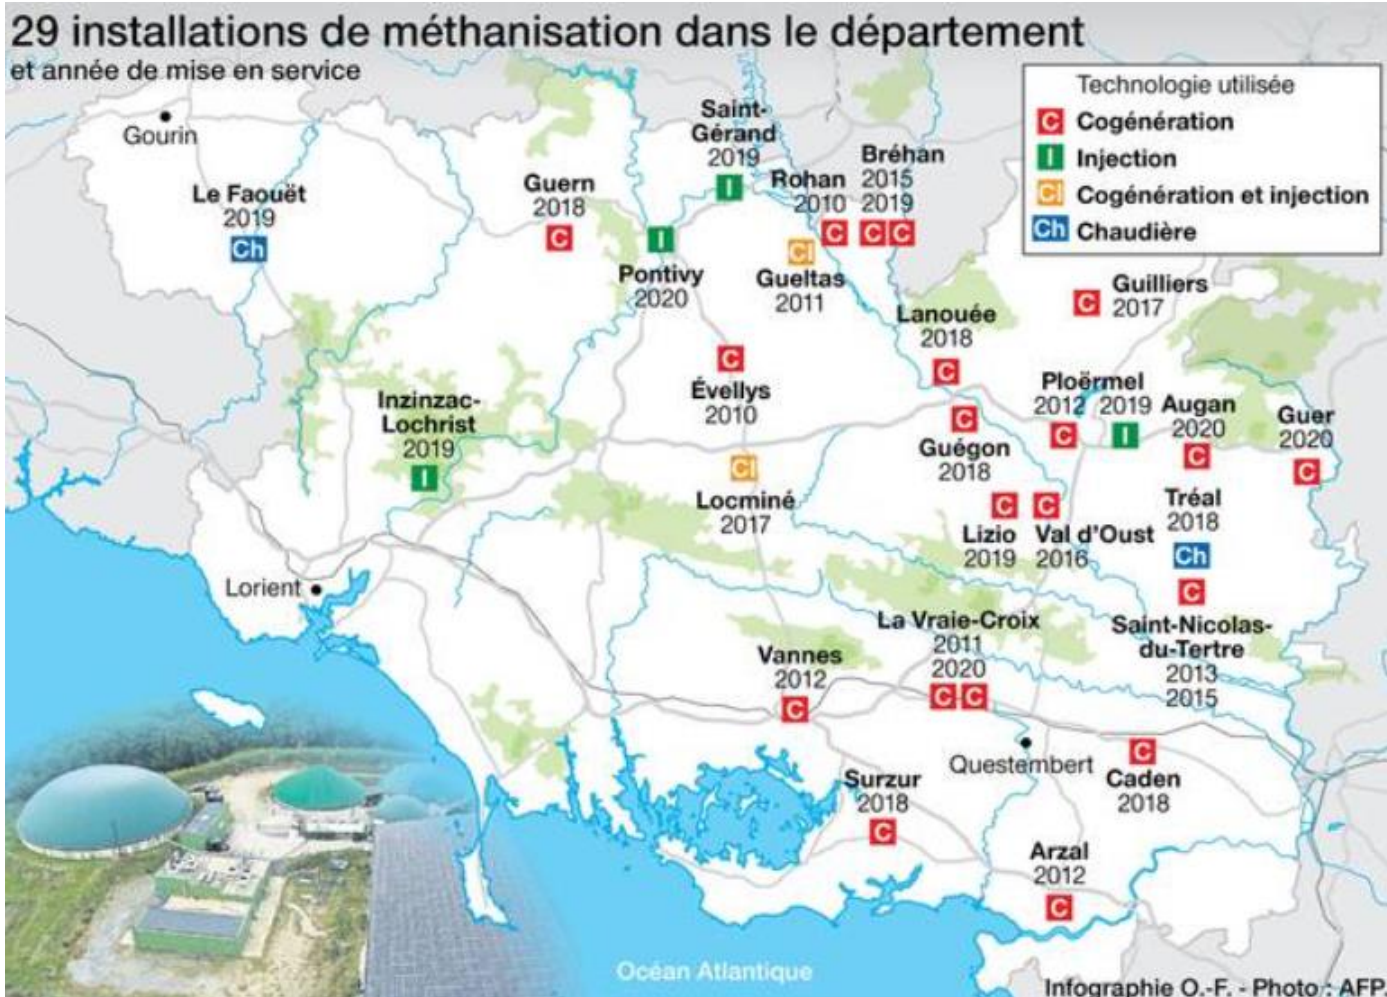 29 installations de méthanisation dans le département
et année de mise en service
Technologie utilisée
C Cogénération
I Injection
CI Cogénération et injection
Ch Chaudière
Gourin
Le Faouët
2019
Ch
Guern
2018
C
Saint-
Gérand
2019
I
Pontivy
2020
I
Rohan
2010
C
Bréhan
2015
2019
C C
CI
Gueltas
2011
Guilliers
2017
C
Lanouée
2018
C
C
Évellys
2010
Inzinzac-
Lochrist
2019
I
CI
Locminé
2017
C
Guégon
2018
Ploërmel
2012 2019
C I
Augan
2020
C
Guer
2020
C
C
Lizio
2019
C
Val d'Oust
2016
Tréal
2018
Ch
C
Saint-Nicolas-
du-Tertre
2013
2015
Lorient
La Vraie-Croix
2011
2020
C C
Vannes
2012
C
Questembert
C
Caden
2018
Surzur
2018
C
Arzal
2012
C
Océan Atlantique
Infographie O.-F. - Photo : AFP.